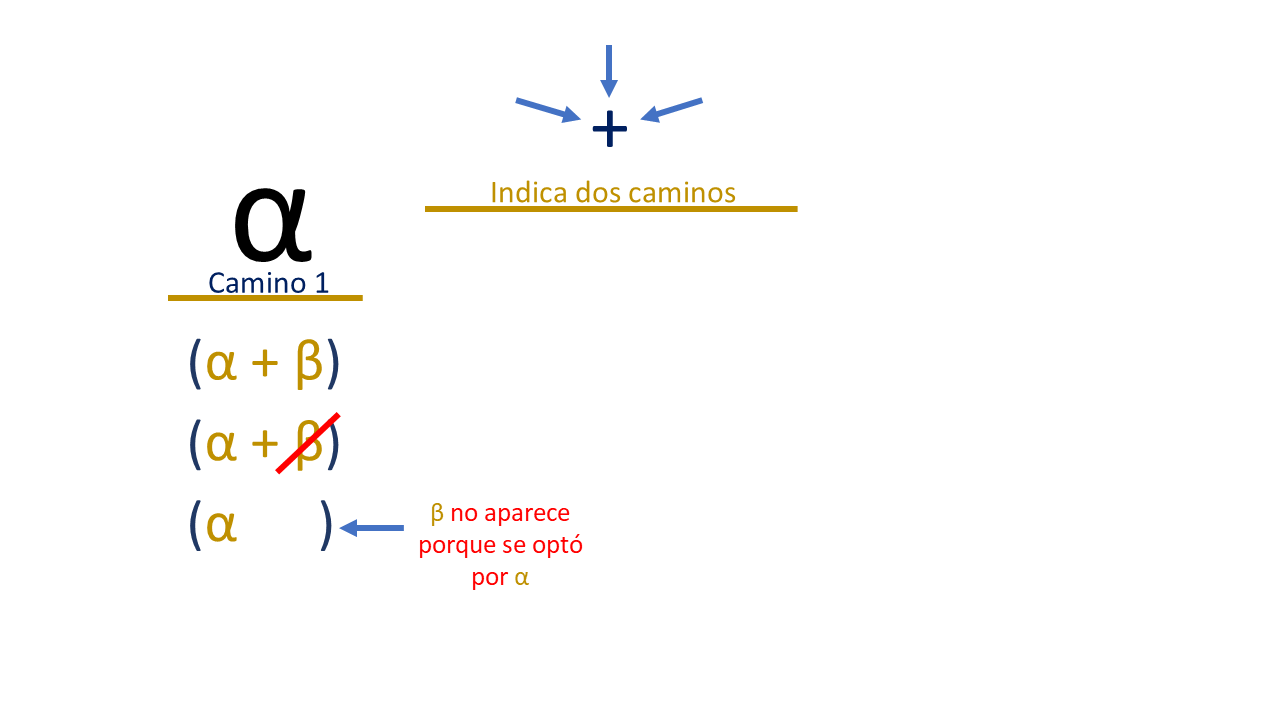 +
Indica dos caminos
α
Camino 1
(α + β)
(α + β)
(α )
β no aparece
porque se optó
por α